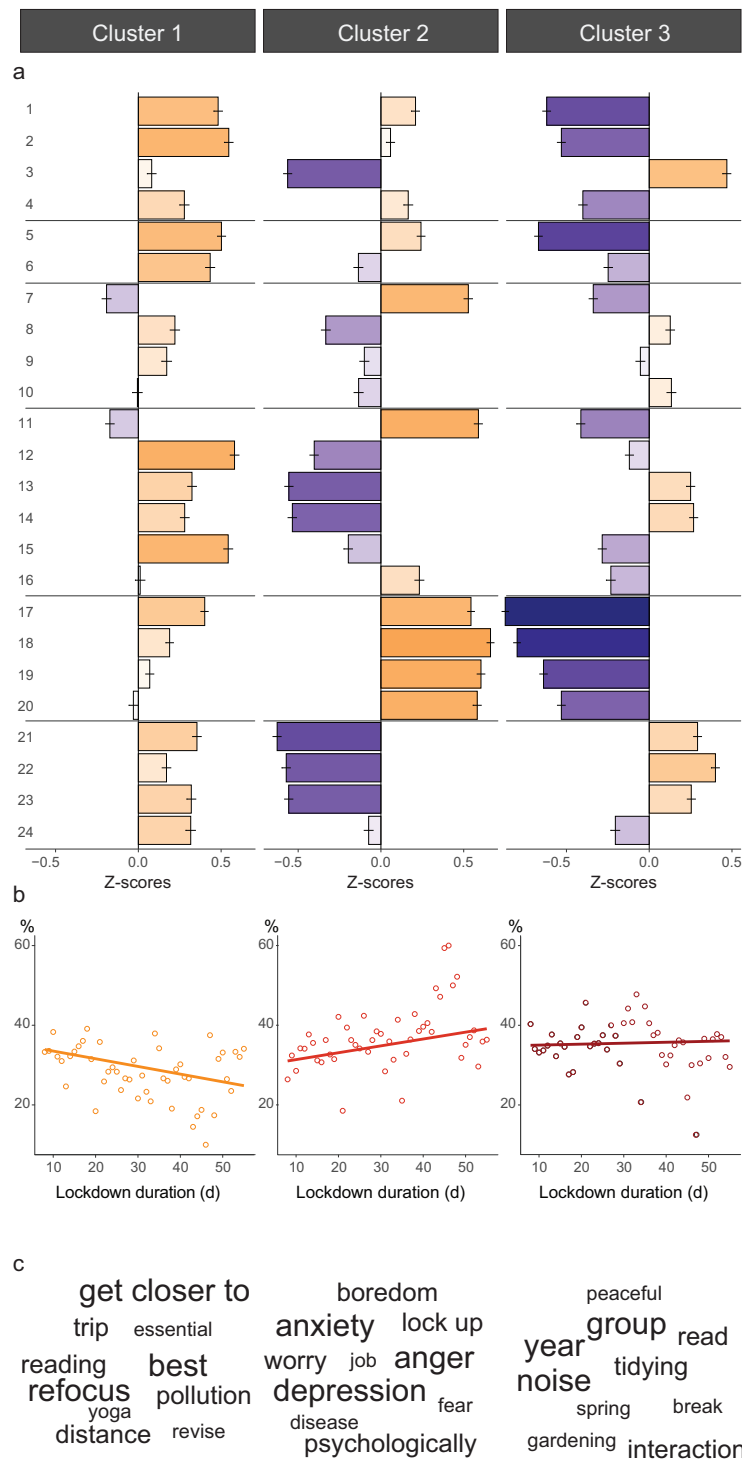 Cluster 1 Cluster 2 Cluster 3
a
1
2
3
4
5
6
7
8
9
10
11
12
13
14
15
16
17
18
19
20
21
22
23
24
−0.5 0.0 0.5 −0.5 0.0 0.5 −0.5 0.0 0.5
Z-scores Z-scores Z-scores
b
% % %
60 60 60
40 40 40
20 20 20
10 20 30 40 50 10 20 30 40 50 10 20 30 40 50
Lockdown duration (d) Lockdown duration (d) Lockdown duration (d)
c
get closer to
trip essential
reading best
refocus pollution
yoga
distance revise
boredom
anxiety lock up
worry job anger
depression fear
disease
psychologically
peaceful
group
year read
noise tidying
spring break
gardening interaction